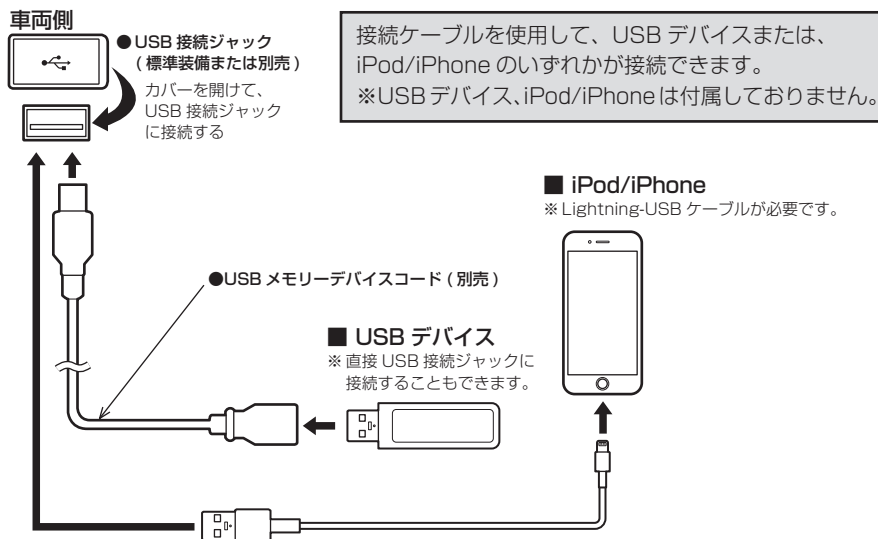 車両側
●USB 接続ジャック
( 標準装備または別売 )
カバーを開けて、
USB 接続ジャック
に接続する
接続ケーブルを使用して、USB デバイスまたは、
iPod/iPhone のいずれかが接続できます。
※USBデバイス、iPod/iPhoneは付属しておりません。
■ iPod/iPhone
※ Lightning-USB ケーブルが必要です。
●USB メモリーデバイスコード ( 別売 )
■ USB デバイス
※ 直接 USB 接続ジャックに
接続することもできます。